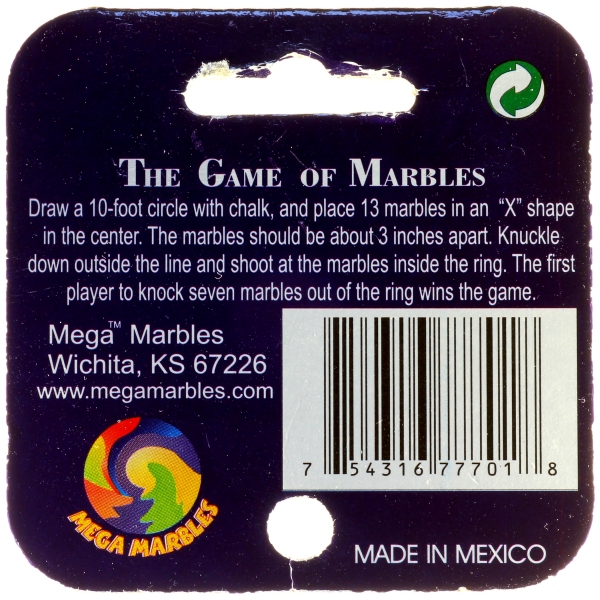 THE GAME OF MARBLES
Draw a 10-foot circle with chalk, and place 13 marbles in an “X” shape
in the center. The marbles should be about 3 inches apart. Knuckle
down outside the line and shoot at the marbles inside the ring. The first
player to knock seven marbles out of the ring wins the game.
Mega™ Marbles
Wichita, KS 67226
www.megamarbles.com
7 54316 77701 8
MEGA MARBLES
MADE IN MEXICO